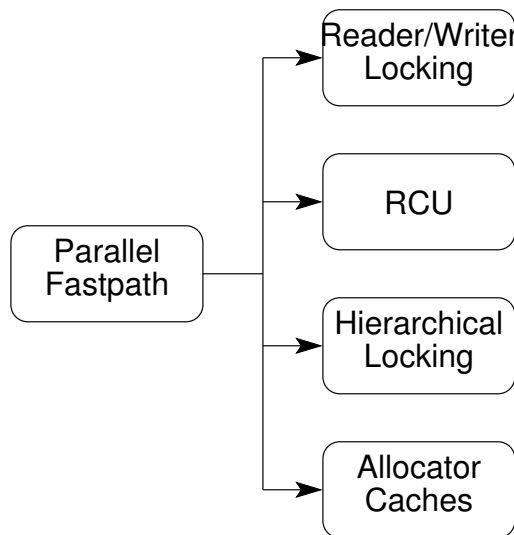 Reader/Writer
Locking
RCU
Parallel
Fastpath
Hierarchical
Locking
Allocator
Caches